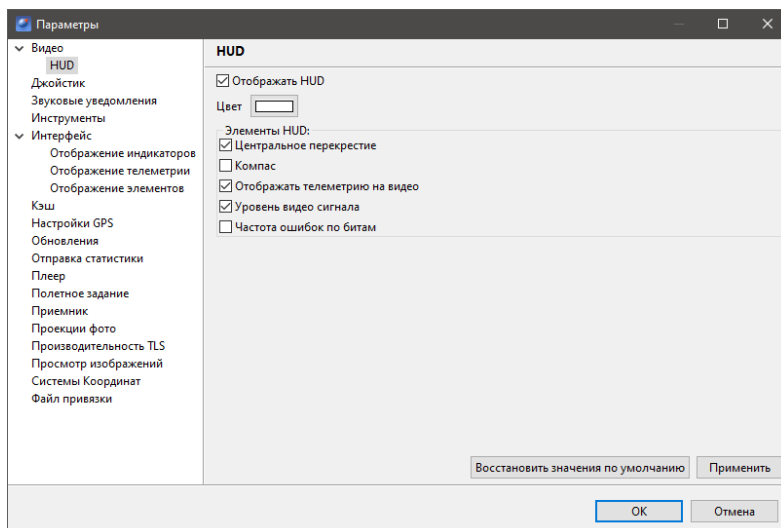 Параметры
Видео
HUD
Джойстик
Звуковые уведомления
Инструменты
Интерфейс
Отображение индикаторов
Отображение телеметрии
Отображение элементов
Кэш
Настройки GPS
Обновления
Отправка статистики
Плеер
Полетное задание
Приемник
Проекции фото
Производительность TLS
Просмотр изображений
Системы Координат
Файл привязки
HUD
Отображать HUD
Цвет
Элементы HUD:
Центральное перекрестие
Компас
Отображать телеметрию на видео
Уровень видео сигнала
Частота ошибок по битам
Восстановить значения по умолчанию
Применить
OK
Отмена